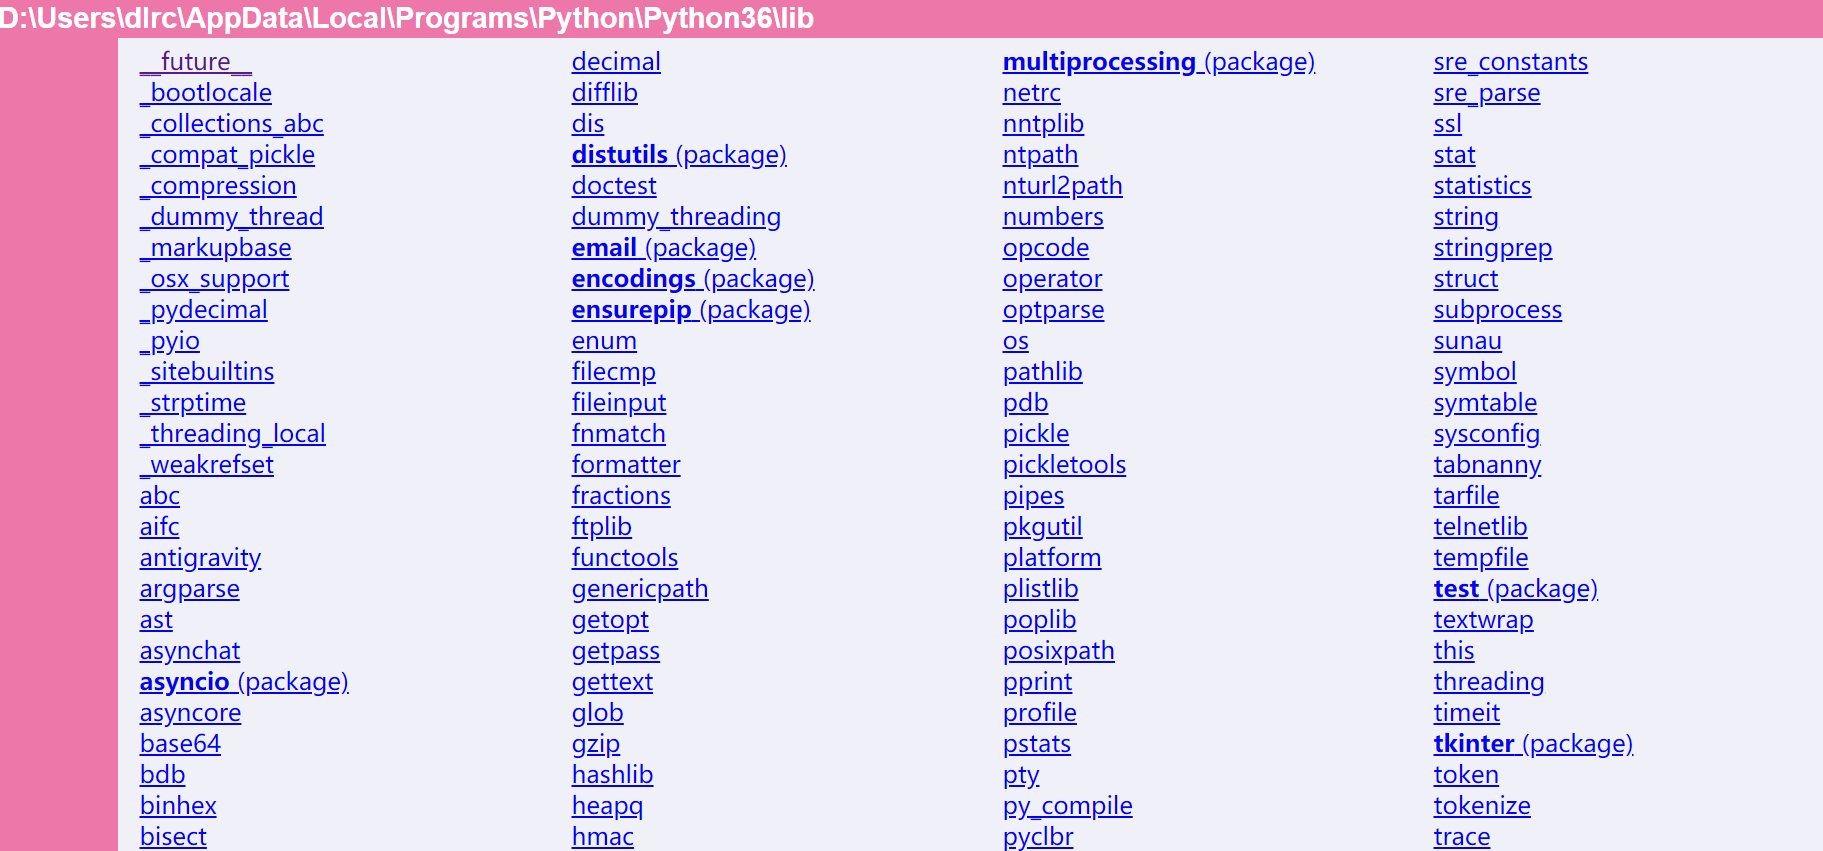 D:\Users\dlrc\AppData\Local\Programs\Python\Python36\lib
__future__
_bootlocale
_collections_abc
_compat_pickle
_compression
_dummy_thread
_markupbase
_osx_support
_pydecimal
_pyio
_sitebuiltins
_strptime
_threading_local
_weakrefset
abc
aifc
antigravity
argparse
ast
asynchat
asyncio (package)
asyncore
base64
bdb
binhex
bisect
decimal
difflib
dis
distutils (package)
doctest
dummy_threading
email (package)
encodings (package)
ensurepip (package)
enum
filecmp
fileinput
fnmatch
formatter
fractions
ftplib
functools
genericpath
getopt
getpass
gettext
glob
gzip
hashlib
heapq
hmac
multiprocessing (package)
netrc
nntplib
ntpath
nturl2path
numbers
opcode
operator
optparse
os
pathlib
pdb
pickle
pickletools
pipes
pkgutil
platform
plistlib
poplib
posixpath
pprint
profile
pstats
pty
py_compile
pyclbr
sre_constants
sre_parse
ssl
stat
statistics
string
stringprep
struct
subprocess
sunau
symbol
symtable
sysconfig
tabnanny
tarfile
telnetlib
tempfile
test (package)
textwrap
this
threading
timeit
tkinter (package)
token
tokenize
trace